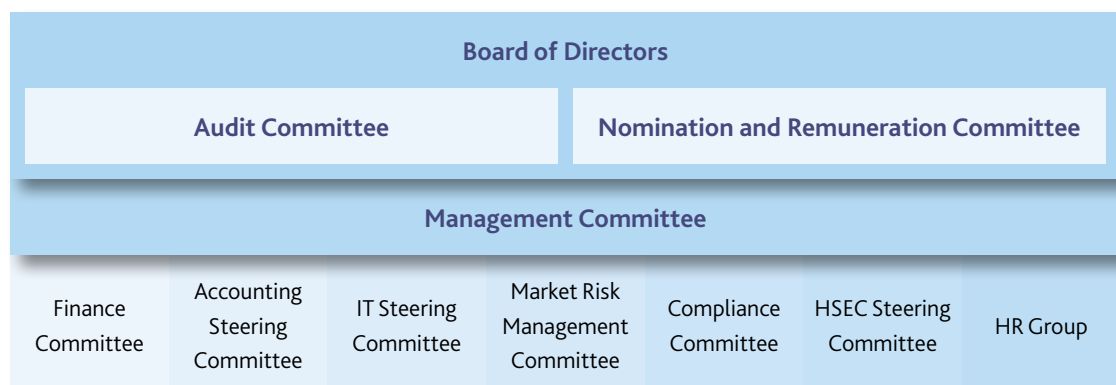 Board of Directors
Audit Committee
Nomination and Remuneration Committee
Management Committee
Finance
Committee
Accounting
Steering
Committee
IT Steering
Committee
Market Risk
Management
Committee
Compliance
Committee
HSEC Steering
Committee
HR Group